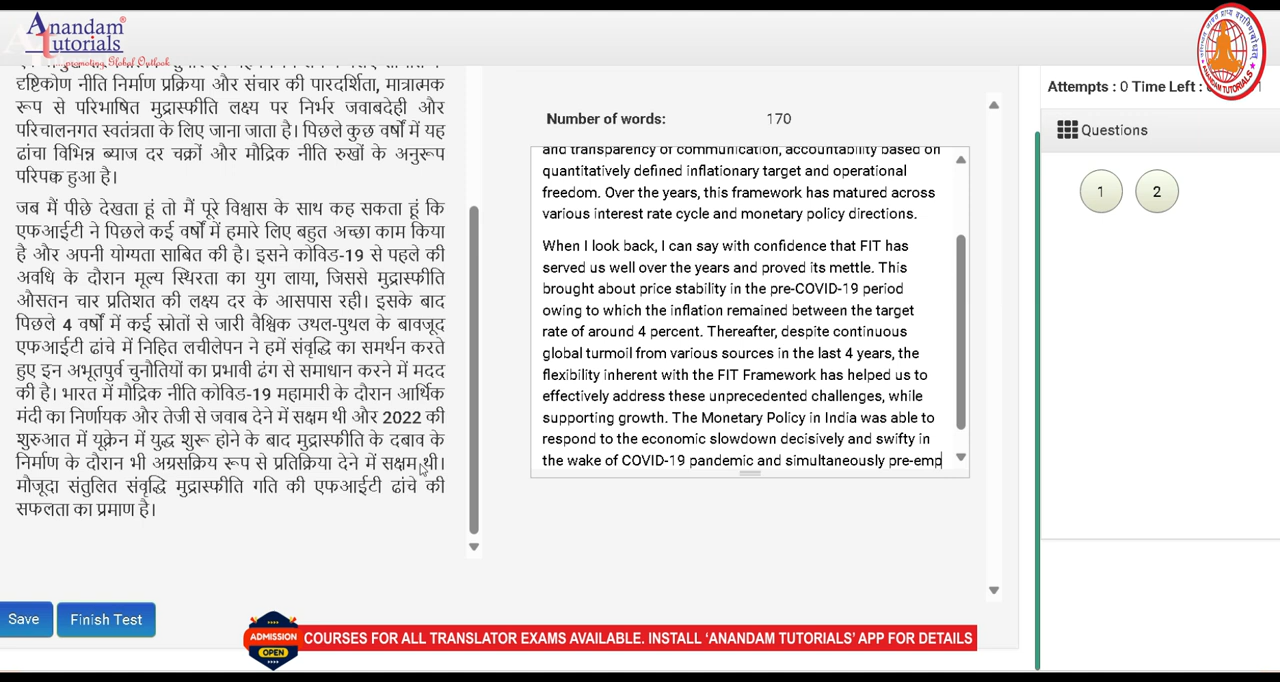 Anandam
Tutorials
...promoting Global Outlook
दृष्टिकोण नीति निर्माण प्रक्रिया और संचार की पारदर्शिता, मात्रात्मक
रूप से परिभाषित मुद्रास्फीति लक्ष्य पर निर्भर जवाबदेही और
परिचालनगत स्वतंत्रता के लिए जाना जाता है। पिछले कुछ वर्षों में यह
ढांचा विभिन्न ब्याज दर चक्रों और मौद्रिक नीति रुखों के अनुरूप
परिपक्व हुआ है।
जब मैं पीछे देखता हूं तो मैं पूरे विश्वास के साथ कह सकता हूं कि
एफआईटी ने पिछले कई वर्षों में हमारे लिए बहुत अच्छा काम किया
है और अपनी योग्यता साबित की है। इसने कोविड-19 से पहले की
अवधि के दौरान मूल्य स्थिरता का युग लाया, जिससे मुद्रास्फीति
औसतन चार प्रतिशत की लक्ष्य दर के आसपास रही। इसके बाद
पिछले 4 वर्षों में कई स्रोतों से जारी वैश्विक उथल-पुथल के बावजूद
एफआईटी ढांचे में निहित लचीलेपन ने हमें संवृद्धि का समर्थन करते
हुए इन अभूतपुर्व चुनौतियों का प्रभावी ढंग से समाधान करने में मदद
की है। भारत में मौद्रिक नीति कोविड-19 महामारी के दौरान आर्थिक
मंदी का निर्णायक और तेजी से जवाब देने में सक्षम थी और 2022 की
शुरुआत में यूक्रेन में युद्ध शुरू होने के बाद मुद्रास्फीति के दबाव के
निर्माण के दौरान भी अग्रसक्रिय रूप से प्रतिक्रिया देने में सक्षम थी।
मौजूदा संतुलित संवृद्धि मुद्रास्फीति गति की एफआईटी ढांचे की
सफलता का प्रमाण है।
Save
Finish Test
Number of words: 170
and transparency of communication, accountability based on
quantitatively defined inflationary target and operational
freedom. Over the years, this framework has matured across
various interest rate cycle and monetary policy directions.
When I look back, I can say with confidence that FIT has
served us well over the years and proved its mettle. This
brought about price stability in the pre-COVID-19 period
owing to which the inflation remained between the target
rate of around 4 percent. Thereafter, despite continuous
global turmoil from various sources in the last 4 years, the
flexibility inherent with the FIT Framework has helped us to
effectively address these unprecedented challenges, while
supporting growth. The Monetary Policy in India was able to
respond to the economic slowdown decisively and swifty in
the wake of COVID-19 pandemic and simultaneously pre-emp
Attempts : 0 Time Left :
Questions
1 2
ANANDAM TUTORIALS
ADMISSION
OPEN
COURSES FOR ALL TRANSLATOR EXAMS AVAILABLE. INSTALL ‘ANANDAM TUTORIALS’ APP FOR DETAILS